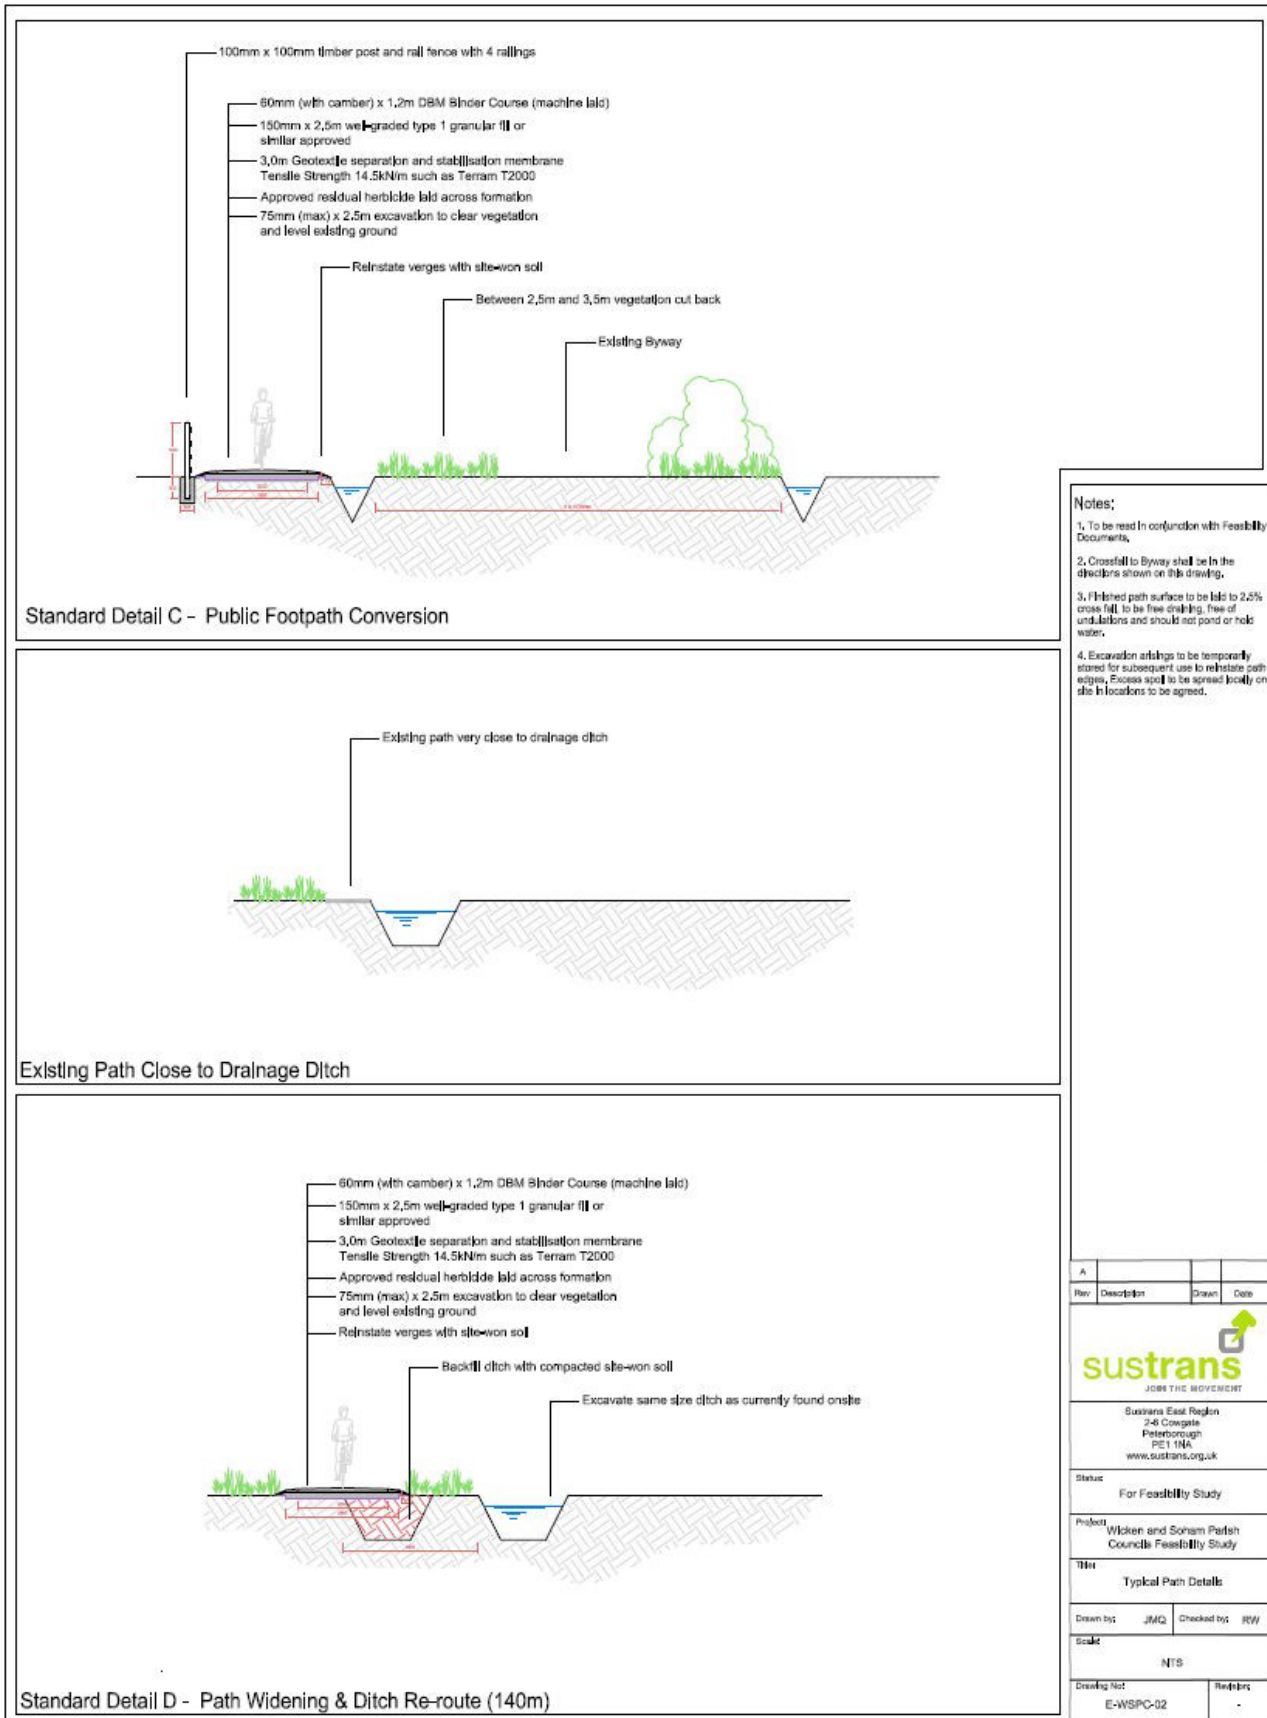 100mm x 100mm timber post and rail fence with 4 railings
60mm (with camber) x 1.2m DBM Binder Course (machine laid)
150mm x 2.5m well-graded type 1 granular fill or
similar approved
3.0m Geotextile separation and stabilisation membrane
Tensile Strength 14.5kN/m such as Terram T2000
Approved residual herbicide laid across formation
75mm (max) x 2.5m excavation to clear vegetation
and level existing ground
Reinstate verges with site-won soil
Between 2.5m and 3.5m vegetation cut back
Existing Byway
Standard Detail C - Public Footpath Conversion
Existing path very close to drainage ditch
Existing Path Close to Drainage Ditch
60mm (with camber) x 1.2m DBM Binder Course (machine laid)
150mm x 2.5m well-graded type 1 granular fill or
similar approved
3.0m Geotextile separation and stabilisation membrane
Tensile Strength 14.5kN/m such as Terram T2000
Approved residual herbicide laid across formation
75mm (max) x 2.5m excavation to clear vegetation
and level existing ground
Reinstate verges with site-won soil
Backfill ditch with compacted site-won soil
Excavate same size ditch as currently found onsite
Standard Detail D - Path Widening & Ditch Re-route (140m)
Notes:
1. To be read in conjunction with Feasibility
Documents.
2. Crossfall to Byway shall be in the
directions shown on this drawing.
3. Finished path surface to be laid to 2.5%
cross fall, to be free draining, free of
undulations and should not pond or hold
water.
4. Excavation arisings to be temporarily
stored for subsequent use to reinstate path
edges. Excess spoil to be spread locally on
site in locations to be agreed.
A
Rev Description Drawn Date
sustrans
JOIN THE MOVEMENT
Sustrans East Region
2-6 Cowgate
Peterborough
PE1 1NA
www.sustrans.org.uk
Status:
For Feasibility Study
Project:
Wicken and Soham Parish
Councils Feasibility Study
Title:
Typical Path Details
Drawn by: JMQ Checked by: RW
Scale:
NTS
Drawing No: Revision:
E-WSPC-02 -